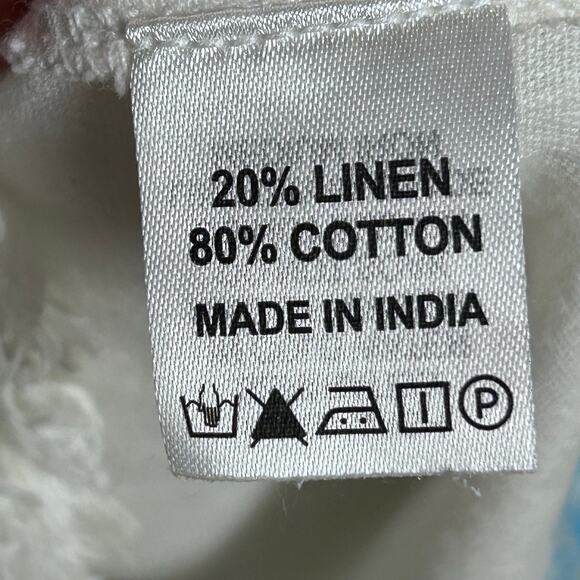 20% LINEN
80% COTTON
MADE IN INDIA
P